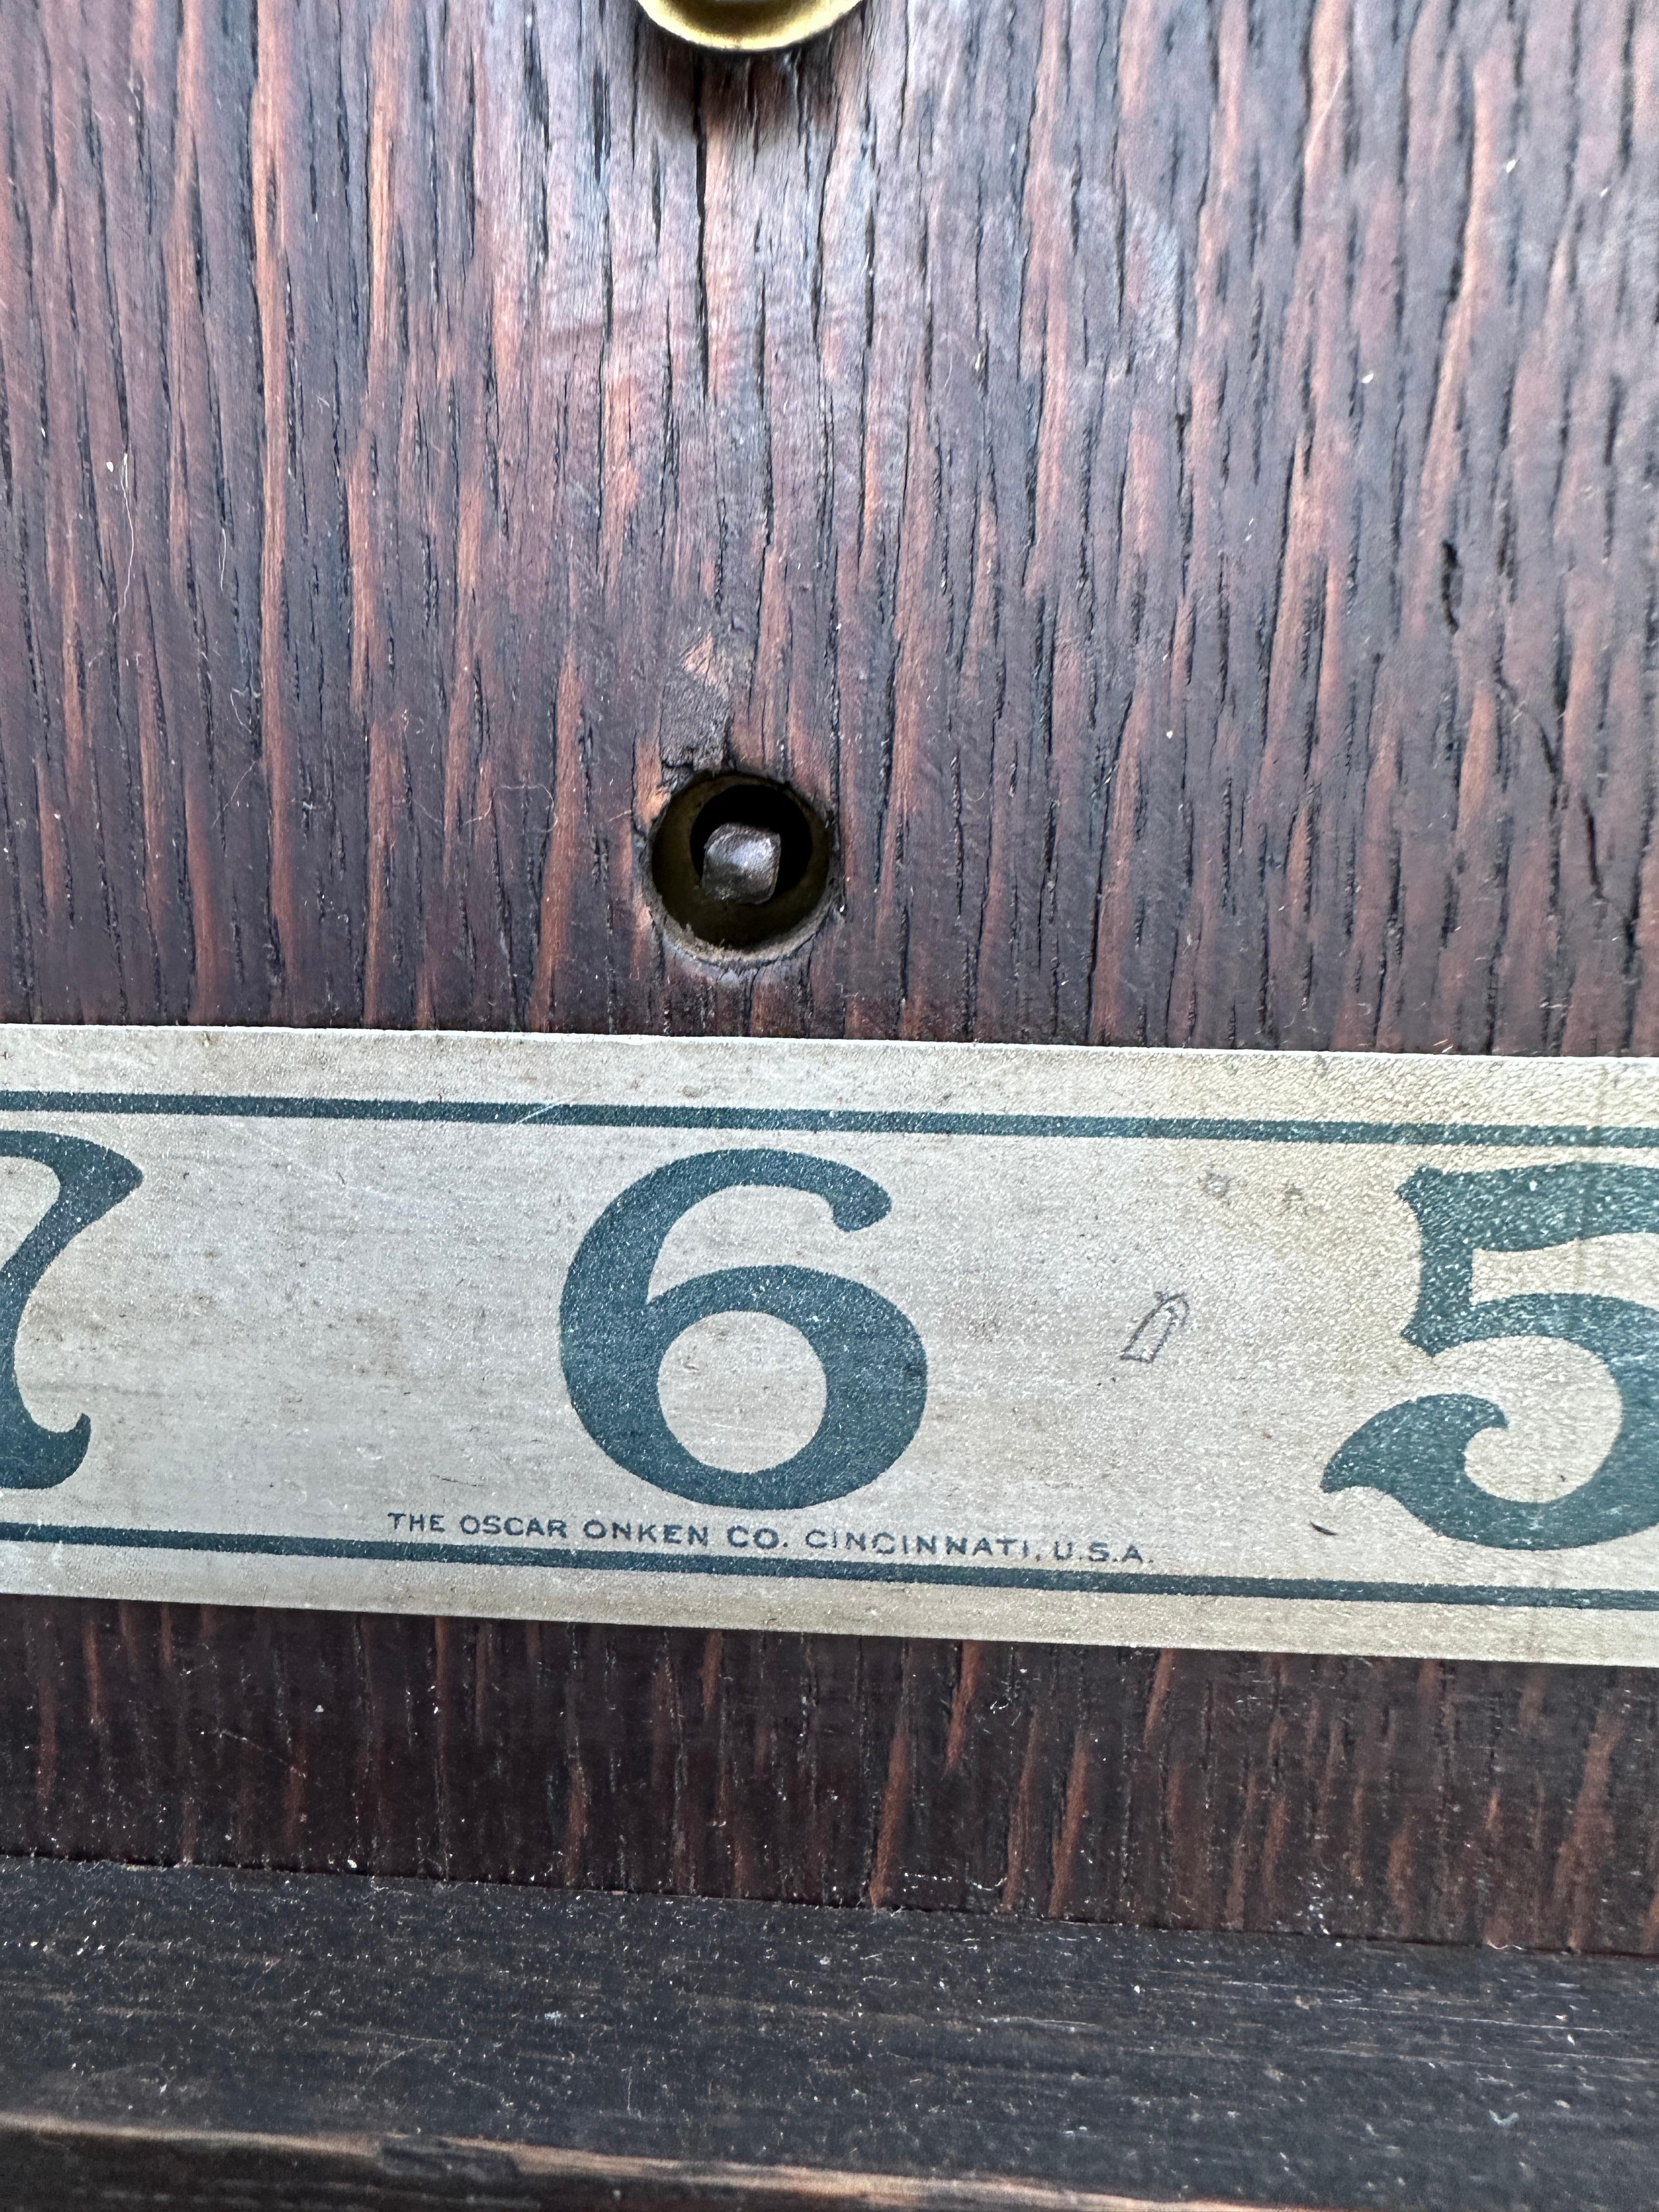 7 6 5
THE OSCAR ONKEN CO. CINCINNATI, U.S.A.